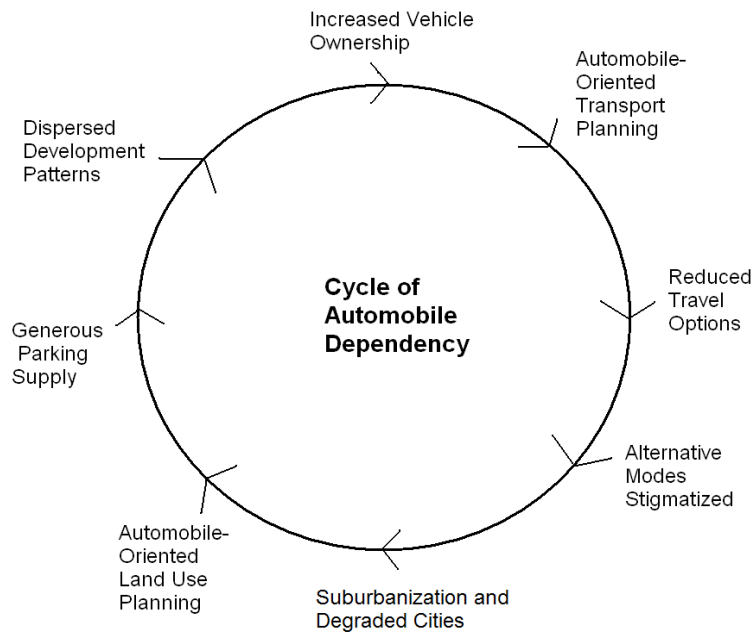 Increased Vehicle
Ownership
Automobile-
Oriented
Transport
Planning
Reduced
Travel
Options
Alternative
Modes
Stigmatized
Suburbanization and
Degraded Cities
Automobile-
Oriented
Land Use
Planning
Generous
Parking
Supply
Dispersed
Development
Patterns
Cycle of
Automobile
Dependency